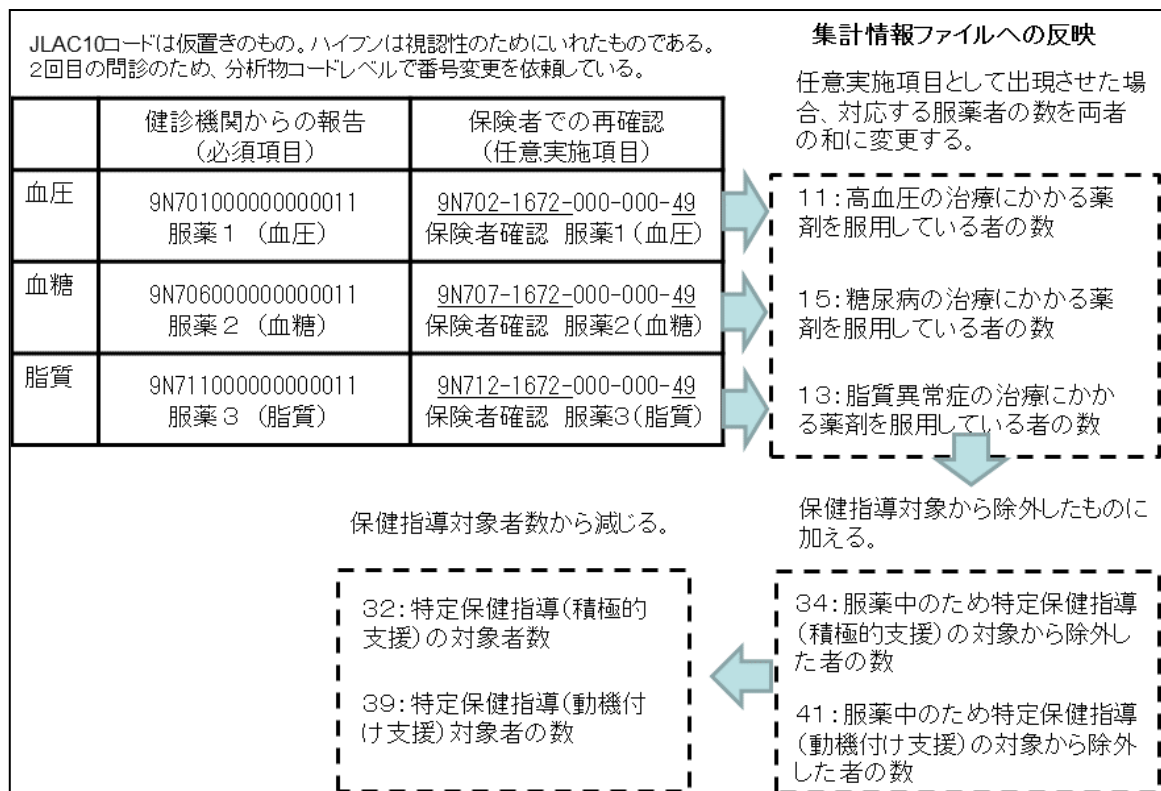 JLAC10コードは仮置きのもの。ハイフンは視認性のためにいれたものである。
２回目の問診のため、分析物コードレベルで番号変更を依頼している。
集計情報ファイルへの反映
任意実施項目として出現させた場
合、対応する服薬者の数を両者
の和に変更する。
健診機関からの報告
（必須項目）
保険者での再確認
（任意実施項目）
血圧
9N701000000000011
服薬１（血圧）
9N702-1672-000-000-49
保険者確認 服薬1（血圧）
11：高血圧の治療にかかる薬
剤を服用している者の数
血糖
9N706000000000011
服薬２（血糖）
9N707-1672-000-000-49
保険者確認 服薬2（血糖）
15：糖尿病の治療にかかる薬
剤を服用している者の数
脂質
9N711000000000011
服薬３（脂質）
9N712-1672-000-000-49
保険者確認 服薬3（脂質）
13：脂質異常症の治療にかか
る薬剤を服用している者の数
保健指導対象から除外したものに
加える。
保健指導対象者数から減じる。
34：服薬中のため特定保健指導
（積極的支援）の対象から除外し
た者の数
41：服薬中のため特定保健指導
（動機付け支援）の対象から除外
した者の数
32：特定保健指導（積極的
支援）の対象者数
39：特定保健指導（動機付
け支援）対象者の数